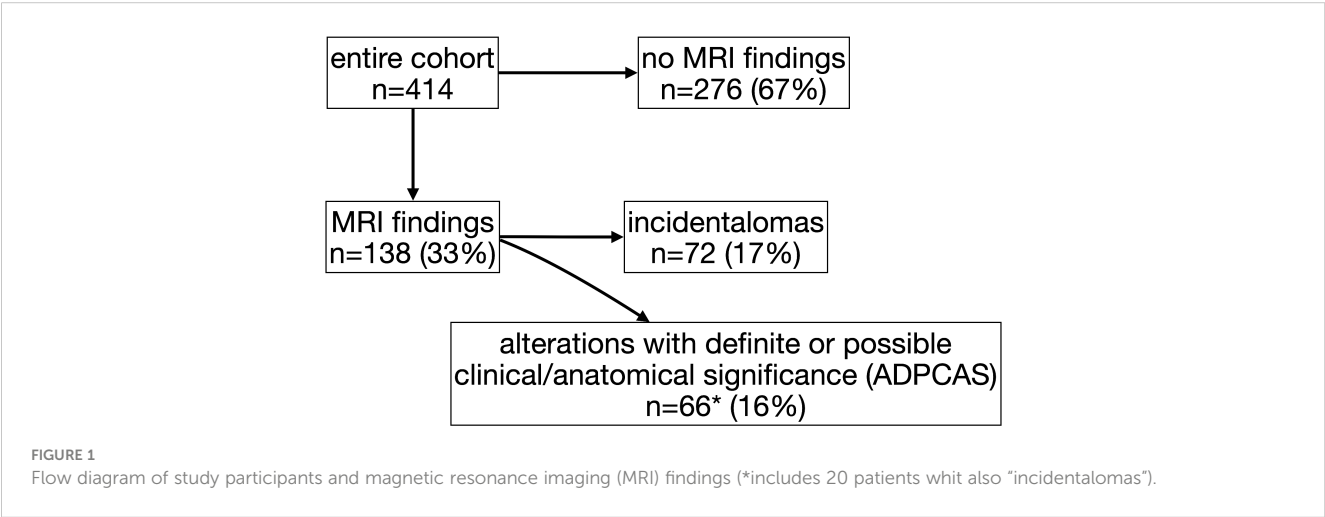 entire cohort
n=414
no MRI findings
n=276 (67%)
MRI findings
n=138 (33%)
incidentalomas
n=72 (17%)
alterations with definite or possible
clinical/anatomical significance (ADPCAS)
n=66* (16%)
FIGURE 1
Flow diagram of study participants and magnetic resonance imaging (MRI) findings (*includes 20 patients whit also “incidentalomas”).